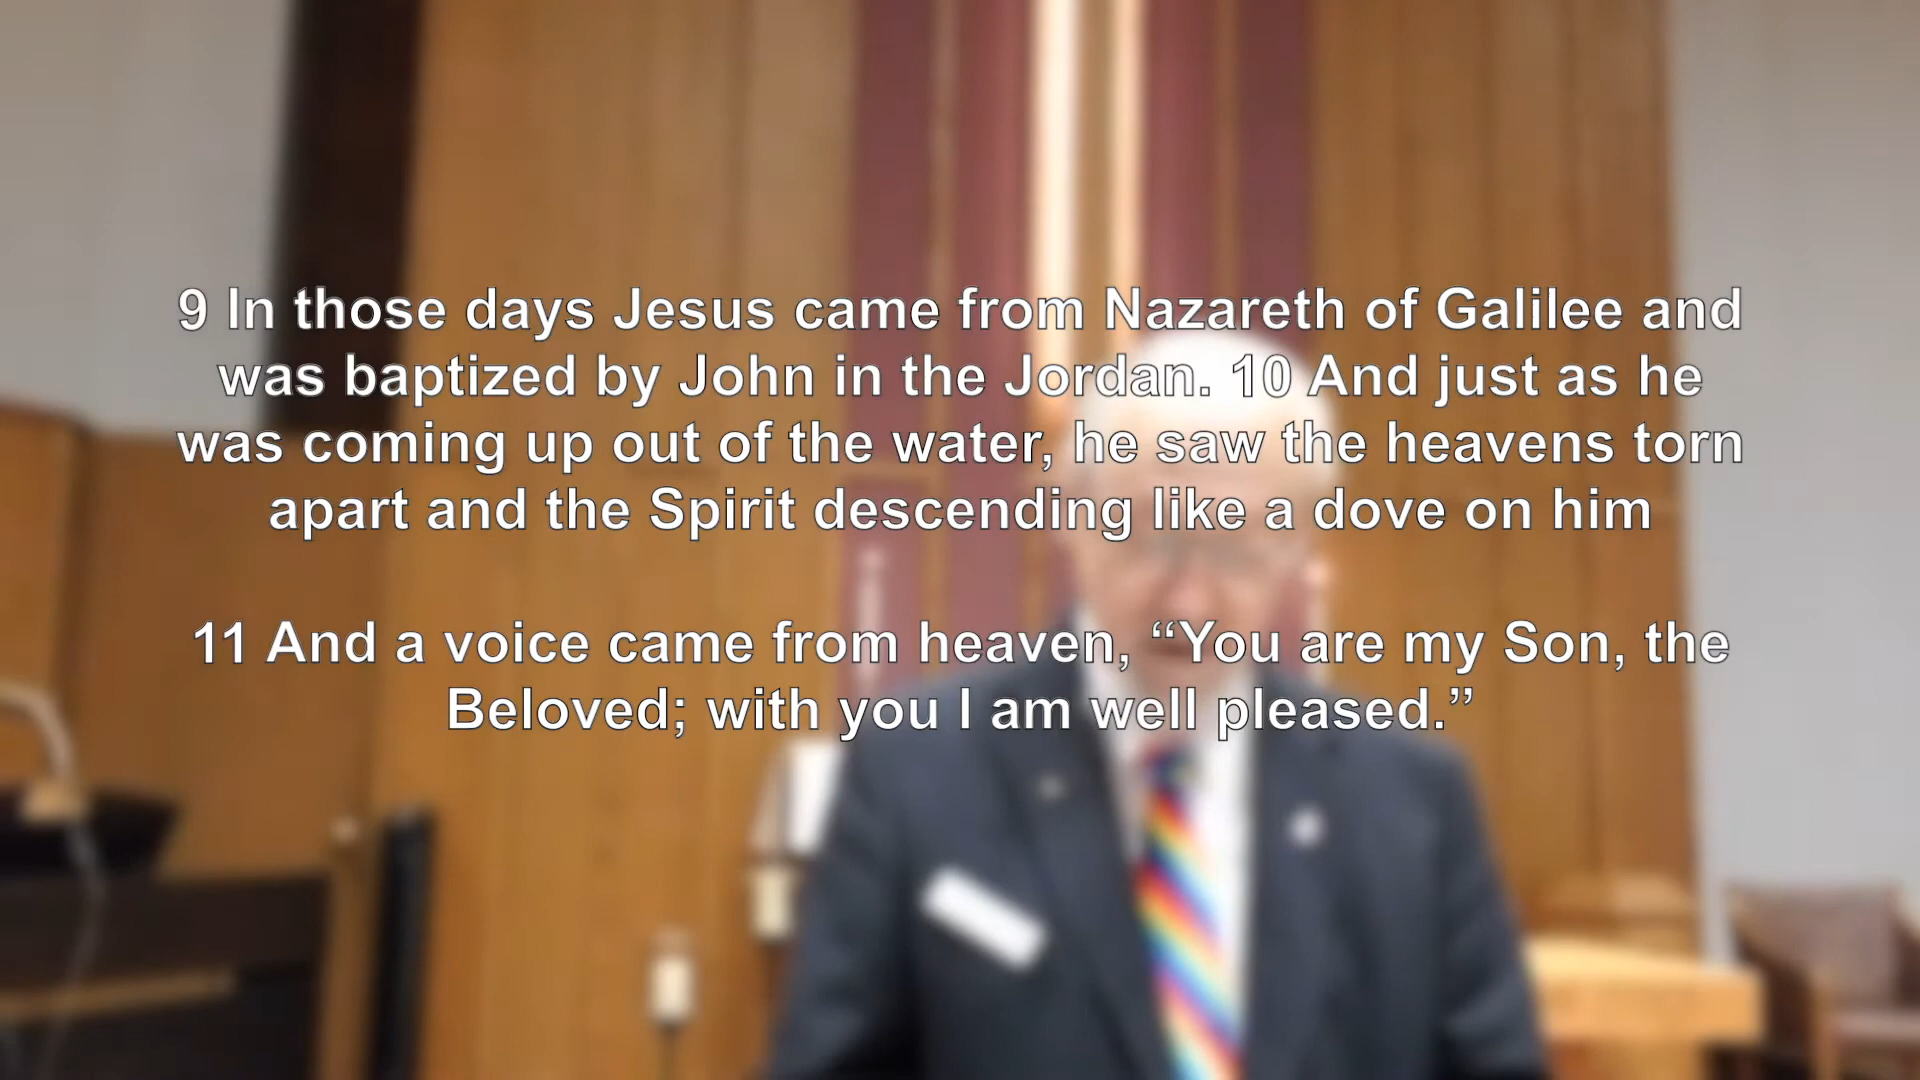 9 In those days Jesus came from Nazareth of Galilee and
was baptized by John in the Jordan. 10 And just as he
was coming up out of the water, he saw the heavens torn
apart and the Spirit descending like a dove on him
11 And a voice came from heaven, “You are my Son, the
Beloved; with you I am well pleased.”